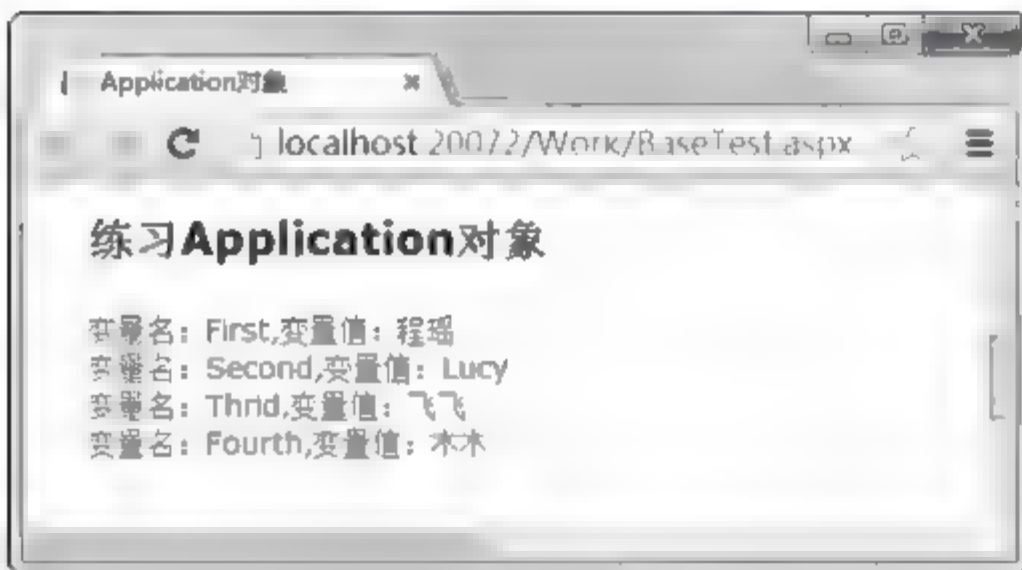 Application对象
localhost:20072/Work/BaseTest.aspx
练习Application对象
变量名：First,变量值：程瑶
变量名：Second,变量值：Lucy
变量名：Thrid,变量值：飞飞
变量名：Fourth,变量值：木木